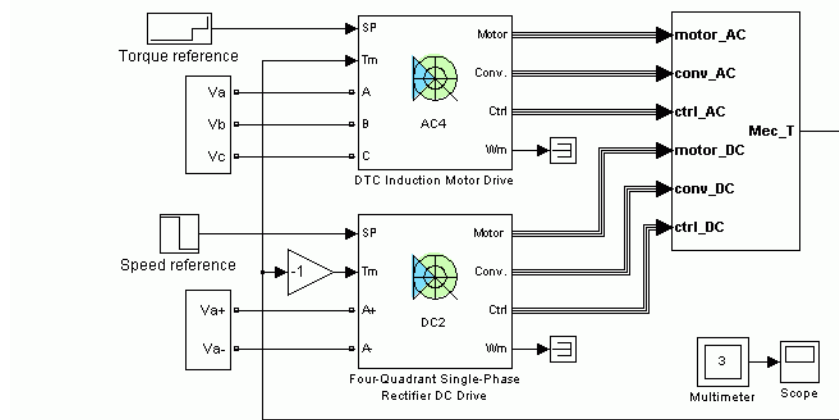 Torque reference
SP
Tm
Va
A
Vb
B
Vc
C
Motor
Conv.
Ctrl
Wm
AC4
DTC Induction Motor Drive
motor_AC
conv_AC
ctrl_AC
motor_DC
conv_DC
ctrl_DC
Mec_T
Speed reference
-1
SP
Tm
Va+
A+
Va-
A-
Motor
Conv.
Ctrl
Wm
DC2
Four-Quadrant Single-Phase
Rectifier DC Drive
3
Multimeter
Scope